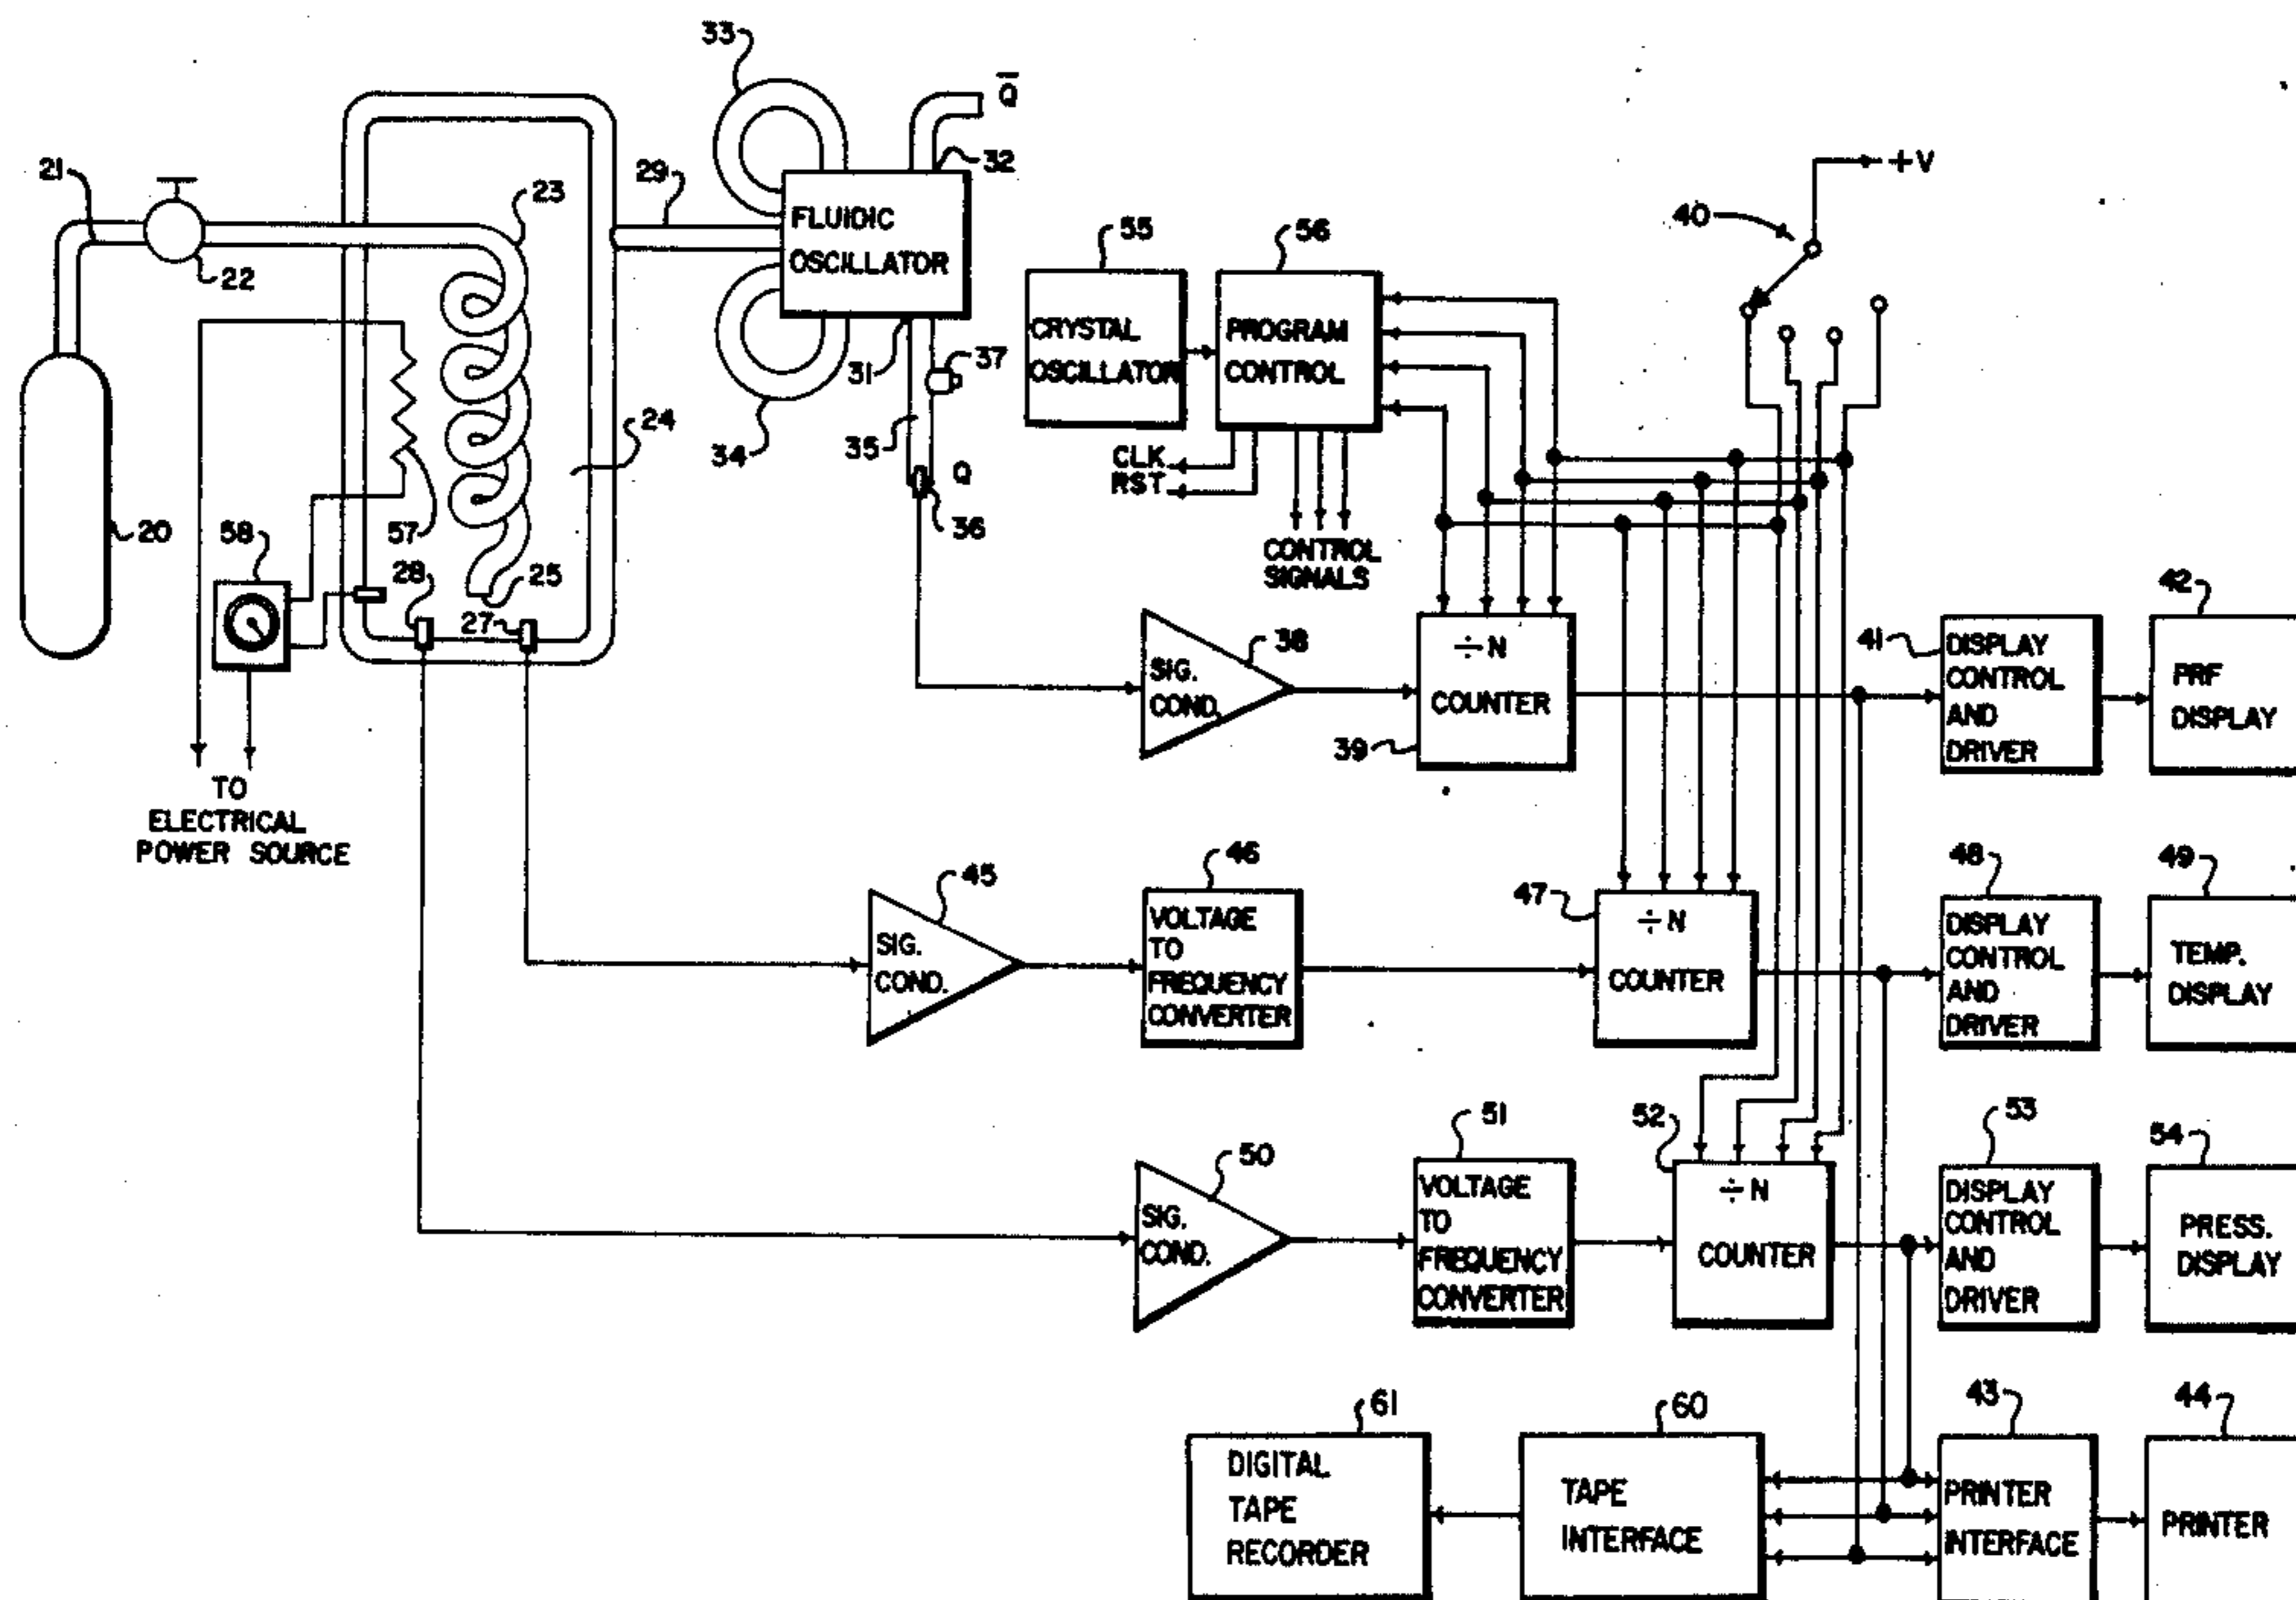 33
Q̅
32
21
29
23
+V
40
FLUIDIC
OSCILLATOR
22
55
56
CRYSTAL
OSCILLATOR
PROGRAM
CONTROL
31
37
24
34
35
CLK
RST
Q
36
20
58
57
28
25
27
CONTROL
SIGNALS
42
38
÷N
COUNTER
39
SIG.
COND.
41
DISPLAY
CONTROL
AND
DRIVER
PRF
DISPLAY
TO
ELECTRICAL
POWER SOURCE
45
46
47
48
49
SIG.
COND.
VOLTAGE
TO
FREQUENCY
CONVERTER
÷N
COUNTER
DISPLAY
CONTROL
AND
DRIVER
TEMP.
DISPLAY
50
51
52
53
54
SIG.
COND.
VOLTAGE
TO
FREQUENCY
CONVERTER
÷N
COUNTER
DISPLAY
CONTROL
AND
DRIVER
PRESS.
DISPLAY
61
60
43
44
DIGITAL
TAPE
RECORDER
TAPE
INTERFACE
PRINTER
INTERFACE
PRINTER